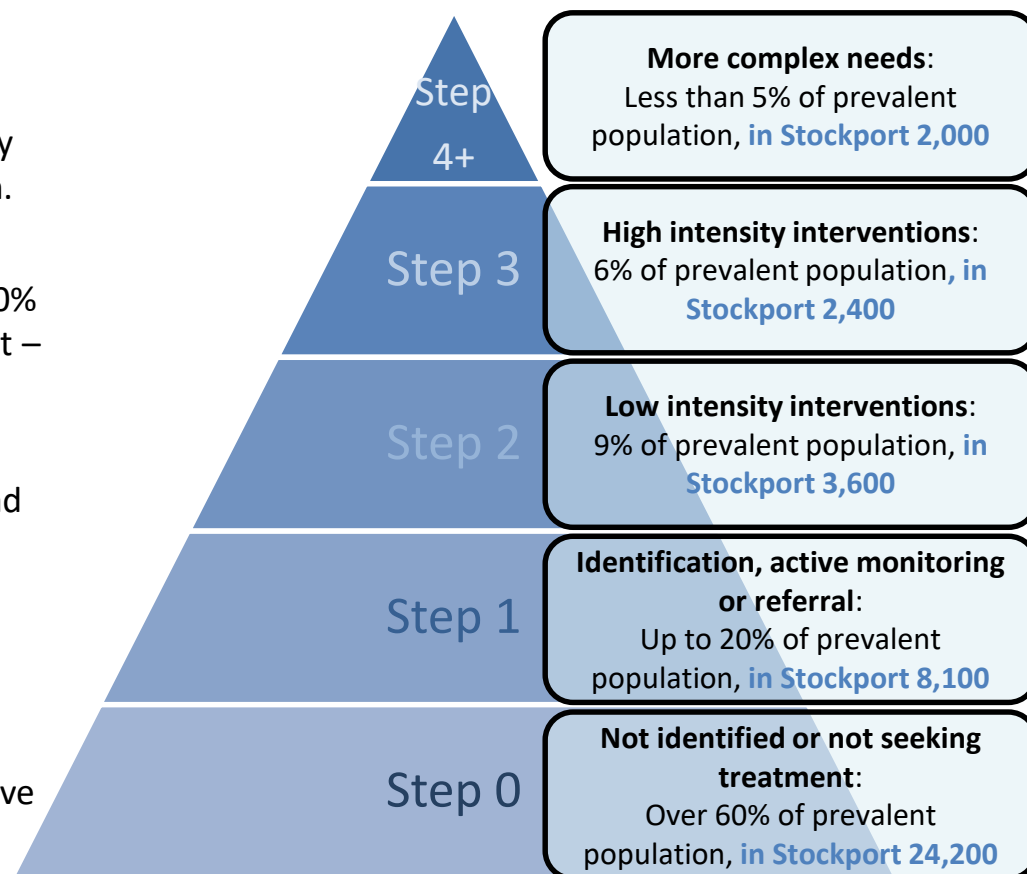 y
.
0%
t –
d
ve
Step
4+
More complex needs:
Less than 5% of prevalent
population, in Stockport 2,000
Step 3
High intensity interventions:
6% of prevalent population, in
Stockport 2,400
Step 2
Low intensity interventions:
9% of prevalent population, in
Stockport 3,600
Step 1
Identification, active monitoring
or referral:
Up to 20% of prevalent
population, in Stockport 8,100
Step 0
Not identified or not seeking
treatment:
Over 60% of prevalent
population, in Stockport 24,200